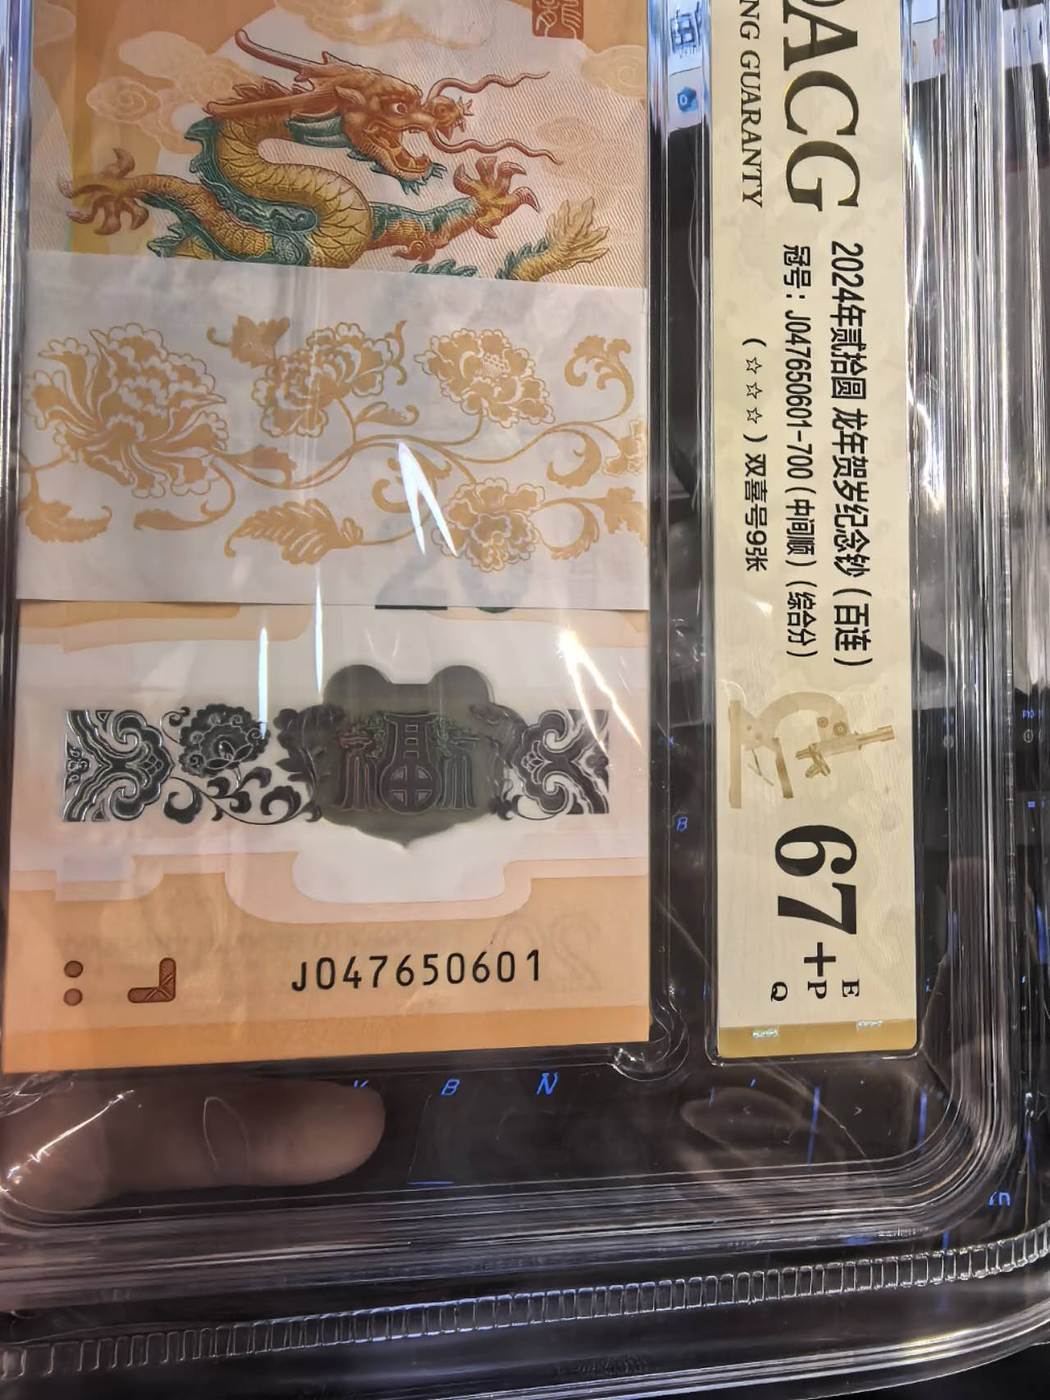 ACG
NG GUARANTY
2024年贰拾圆 龙年贺岁纪念钞（百连）
冠号：J047650601-700（中间顺）（综合分）
（☆☆☆）双喜号9张
67+
E
P
Q
J047650601